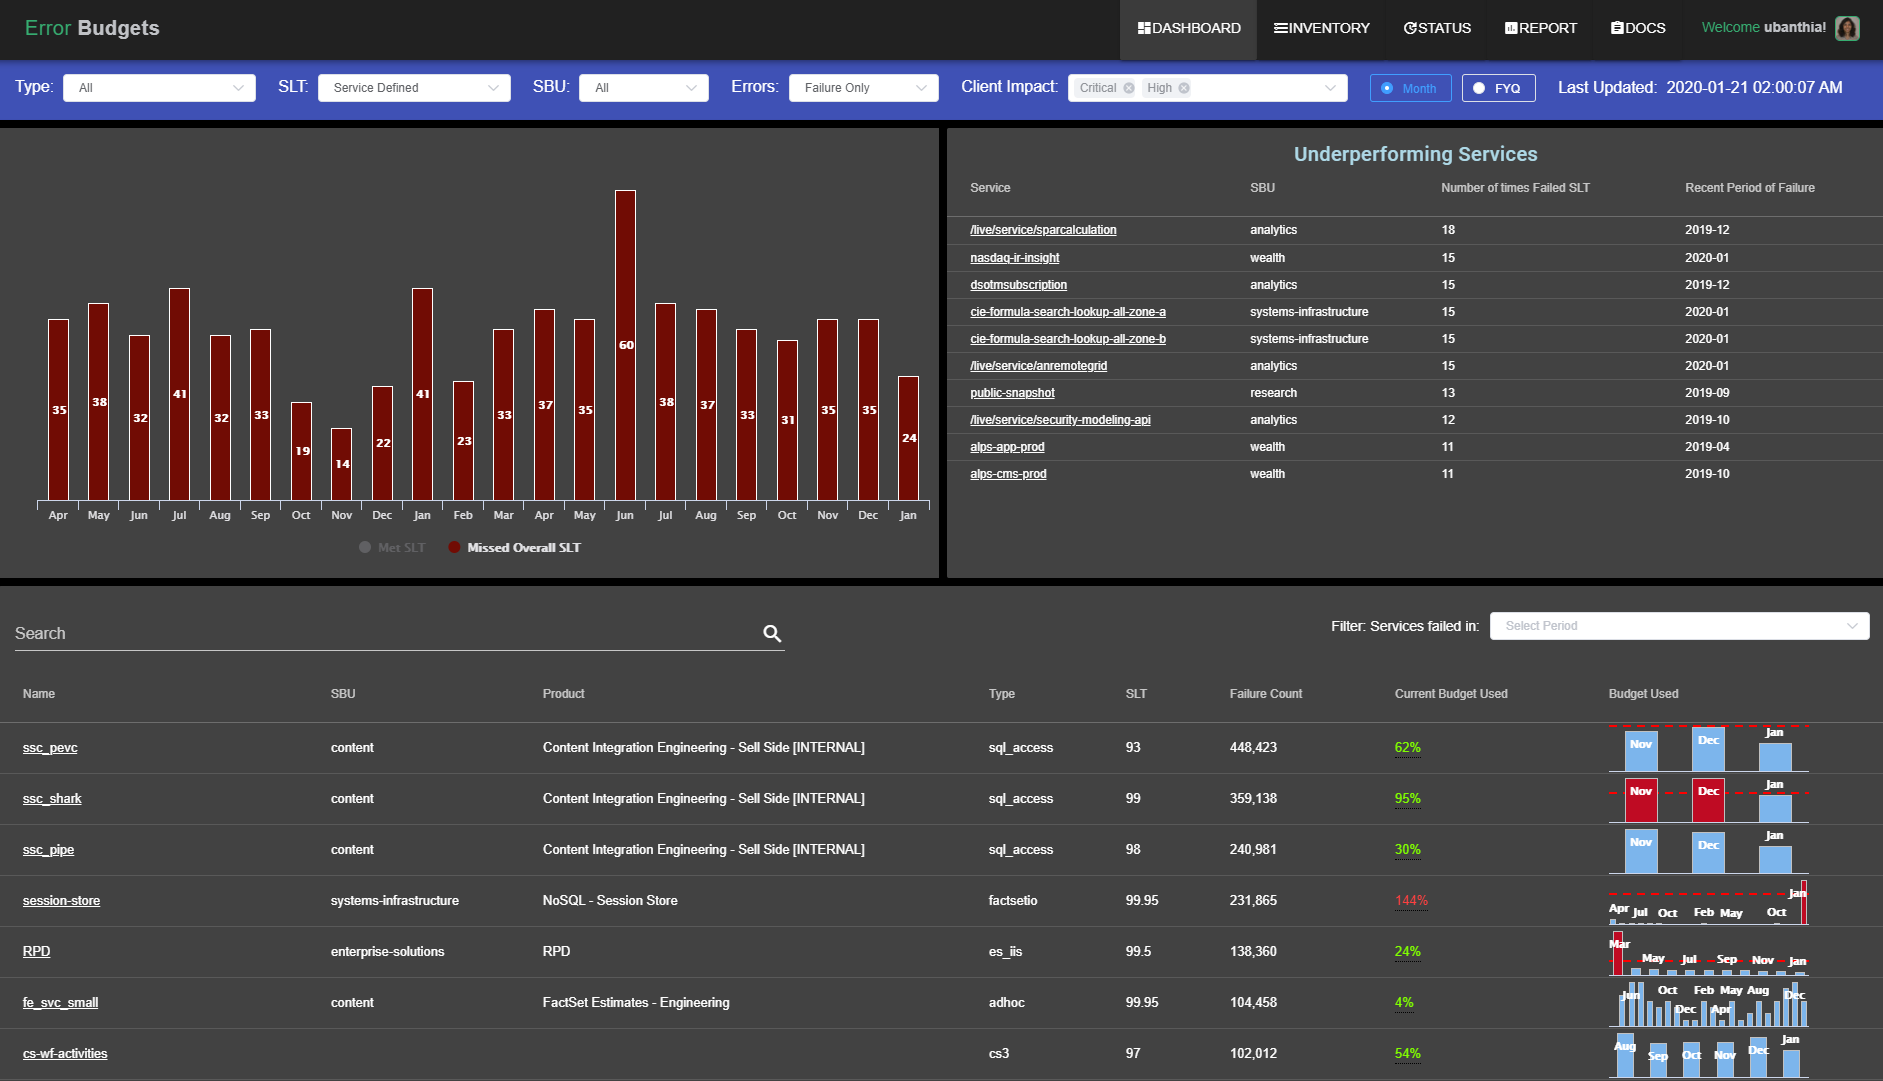 Error Budgets
DASHBOARD INVENTORY STATUS REPORT DOCS Welcome ubanthia!
Type: All SLT: Service Defined SBU: All Errors: Failure Only Client Impact: Critical High Month FYQ Last Updated: 2020-01-21 02:00:07 AM
35 38 32 41 32 33 19 14 22 41 23 33 37 35 60 38 37 33 31 35 35 24
Apr May Jun Jul Aug Sep Oct Nov Dec Jan Feb Mar Apr May Jun Jul Aug Sep Oct Nov Dec Jan
Met SLT Missed Overall SLT
Underperforming Services
Service SBU Number of times Failed SLT Recent Period of Failure
/live/service/sparcalculation analytics 18 2019-12
nasdaq-ir-insight wealth 15 2020-01
dsotmsubscription analytics 15 2019-12
cie-formula-search-lookup-all-zone-a systems-infrastructure 15 2020-01
cie-formula-search-lookup-all-zone-b systems-infrastructure 15 2020-01
/live/service/anremotegrid analytics 15 2020-01
public-snapshot research 13 2019-09
/live/service/security-modeling-api analytics 12 2019-10
alps-app-prod wealth 11 2019-04
alps-cms-prod wealth 11 2019-10
Search
Filter: Services failed in: Select Period
Name SBU Product Type SLT Failure Count Current Budget Used Budget Used
ssc_pevc content Content Integration Engineering - Sell Side [INTERNAL] sql_access 93 448,423 62% Nov Dec Jan
ssc_shark content Content Integration Engineering - Sell Side [INTERNAL] sql_access 99 359,138 95% Nov Dec Jan
ssc_pipe content Content Integration Engineering - Sell Side [INTERNAL] sql_access 98 240,981 30% Nov Dec Jan
session-store systems-infrastructure NoSQL - Session Store factsetio 99.95 231,865 144% Apr Jul Oct Feb May Oct Jan
RPD enterprise-solutions RPD es_iis 99.5 138,360 24% Mar May Jul Sep Nov Jan
fe_svc_small content FactSet Estimates - Engineering adhoc 99.95 104,458 4% Jun Oct Dec Feb Apr May Aug Dec
cs-wf-activities cs3 97 102,012 54% Aug Sep Oct Nov Dec Jan